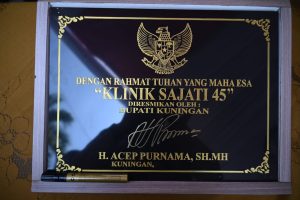 DENGAN RAHMAT TUHAN YANG MAHA ESA
“KLINIK SAJATI 45”
DIRESMIKAN OLEH :
BUPATI KUNINGAN
H. ACEP PURNAMA, SH.MH
KUNINGAN,